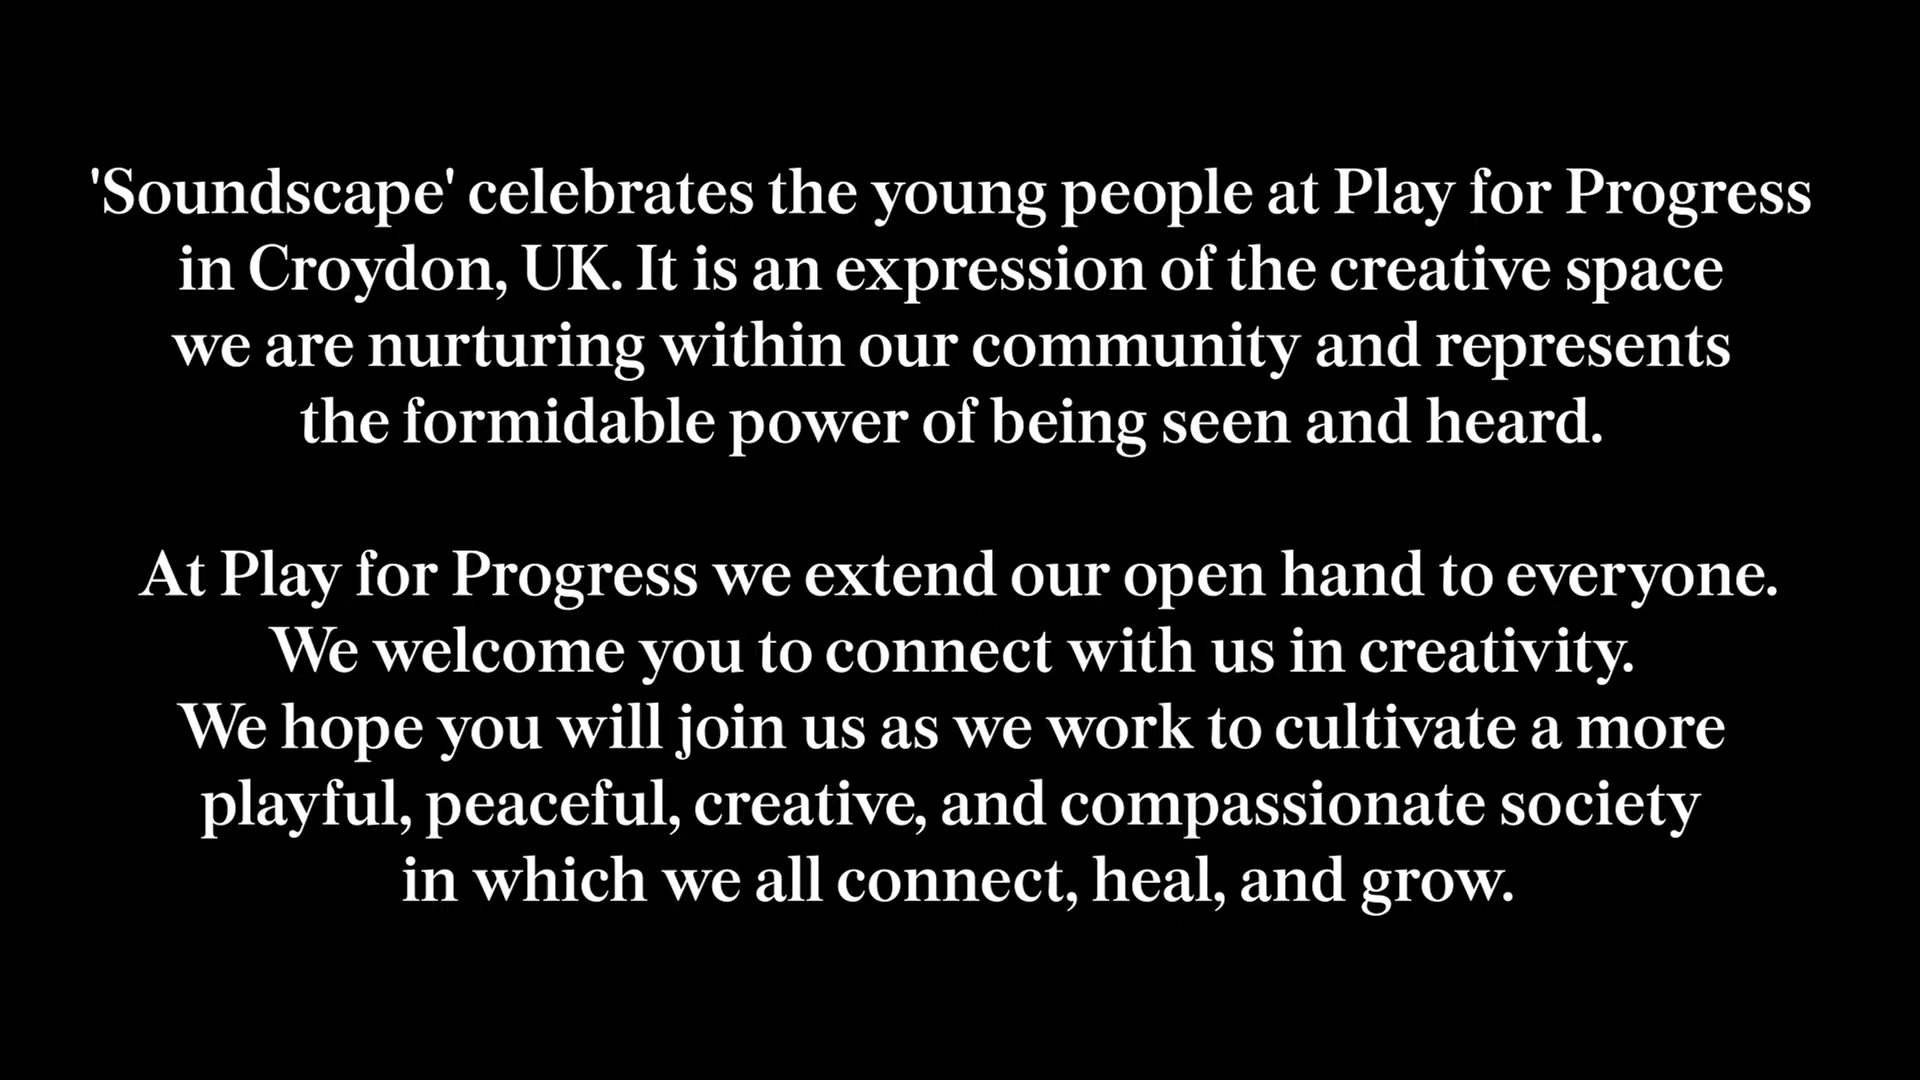 'Soundscape' celebrates the young people at Play for Progress
in Croydon, UK. It is an expression of the creative space
we are nurturing within our community and represents
the formidable power of being seen and heard.
At Play for Progress we extend our open hand to everyone.
We welcome you to connect with us in creativity.
We hope you will join us as we work to cultivate a more
playful, peaceful, creative, and compassionate society
in which we all connect, heal, and grow.